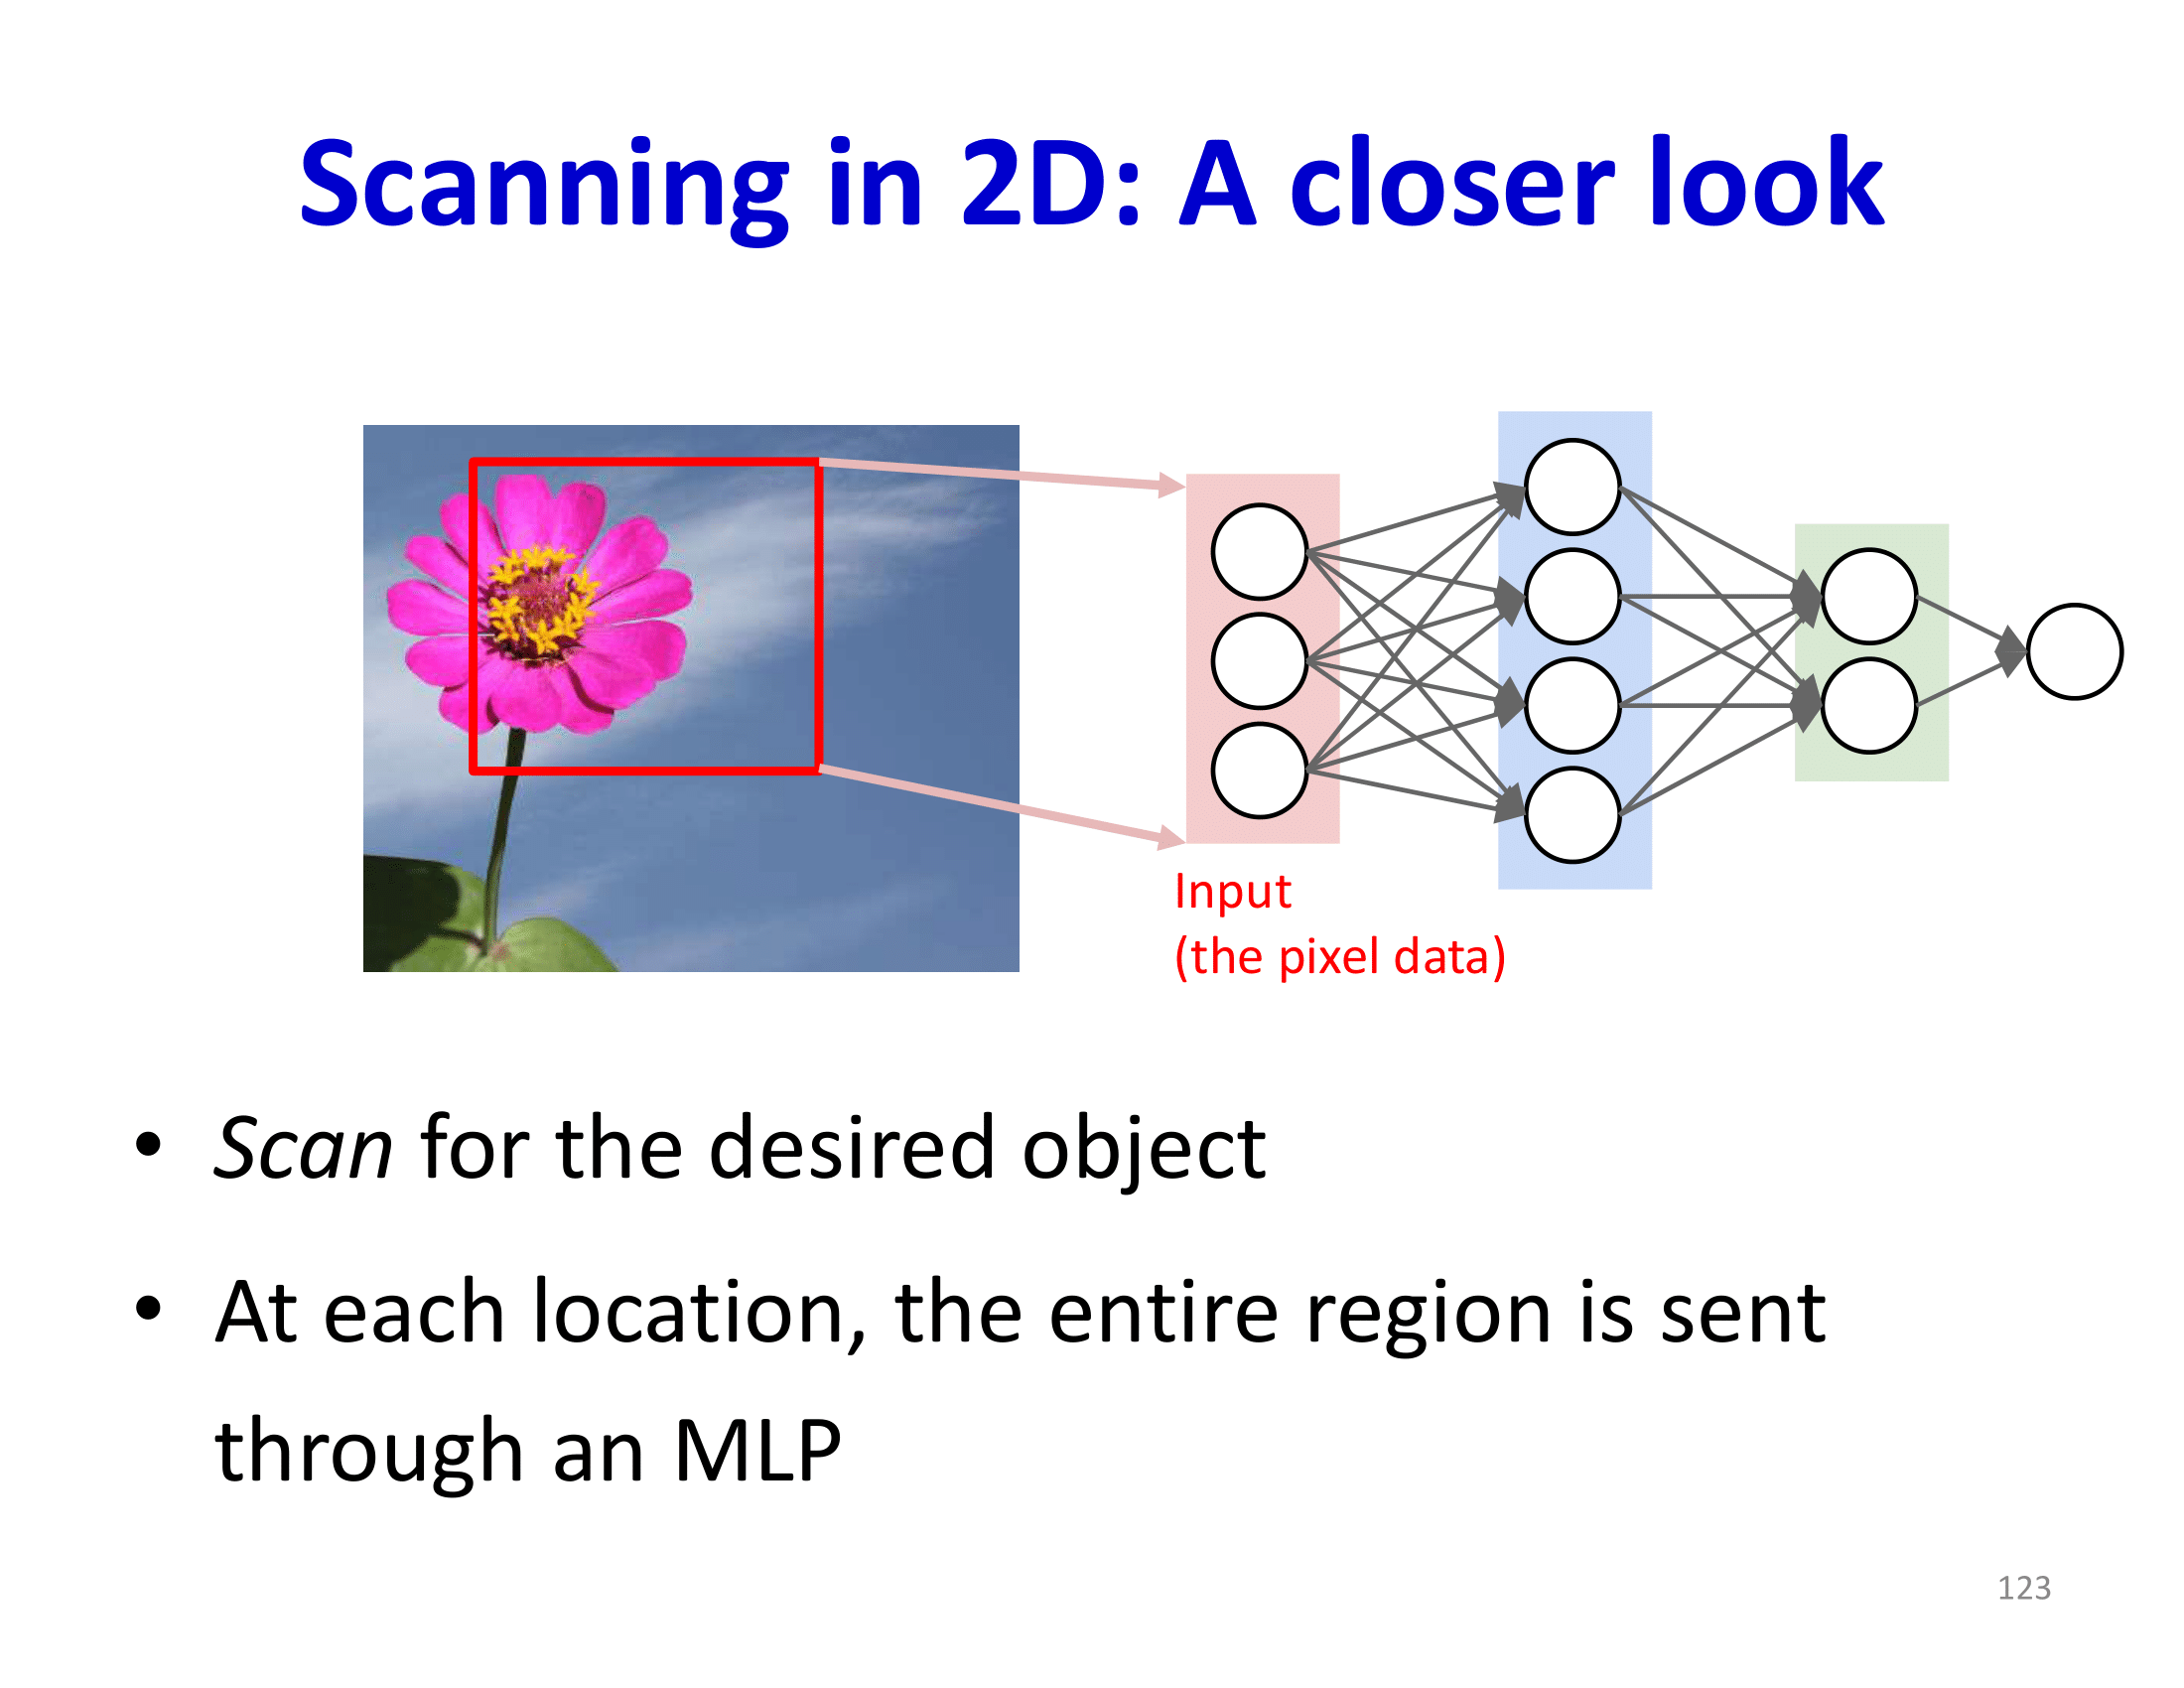 Scanning in 2D: A closer look
Input
(the pixel data)
• Scan for the desired object
• At each location, the entire region is sent
through an MLP
123